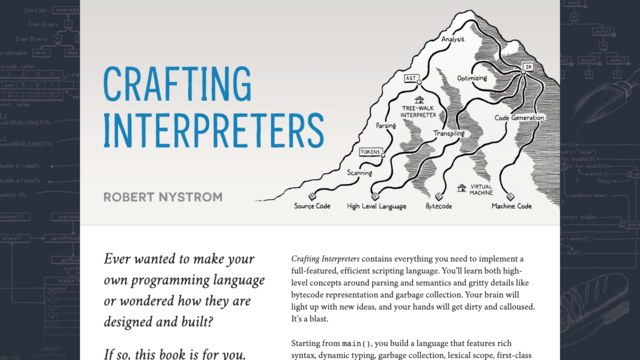 CRAFTING
INTERPRETERS
ROBERT NYSTROM
Analysis
AST
Optimizing
IR
TREE-WALK
INTERPRETER
Parsing
Transpiling
Code Generation
TOKENS
Scanning
VIRTUAL
MACHINE
Source Code
High Level Language
Bytecode
Machine Code
Ever wanted to make your
own programming language
or wondered how they are
designed and built?
If so, this book is for you.
Crafting Interpreters contains everything you need to implement a
full-featured, efficient scripting language. You'll learn both high-
level concepts around parsing and semantics and gritty details like
bytecode representation and garbage collection. Your brain will
light up with new ideas, and your hands will get dirty and calloused.
It's a blast.
Starting from main(), you build a language that features rich
syntax, dynamic typing, garbage collection, lexical scope, first-class